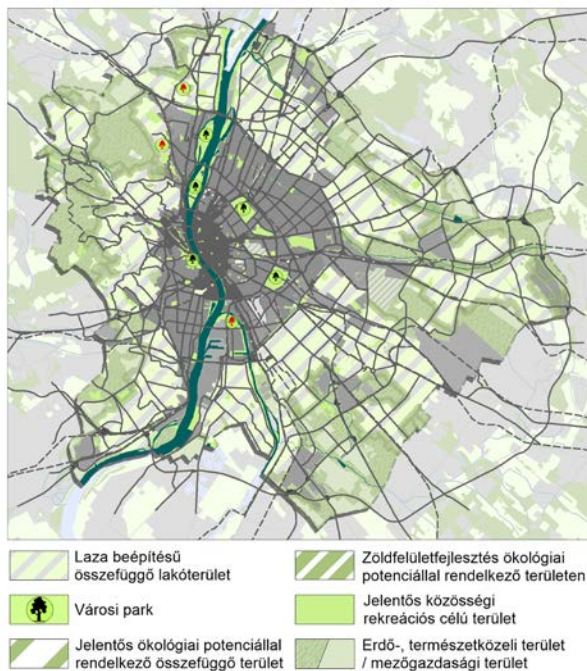 Laza beépítésű
összefüggő lakóterület
Városi park
Jelentős ökológiai potenciállal
rendelkező összefüggő terület
Zöldfelületfejlesztés ökológiai
potenciállal rendelkező területen
Jelentős közösségi
rekreációs célú terület
Erdő-, természetközeli terület
/ mezőgazdasági terület